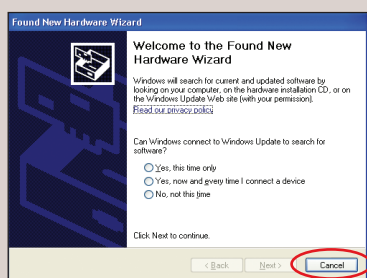 Found New Hardware Wizard
Welcome to the Found New
Hardware Wizard
Windows will search for current and updated software by
looking on your computer, on the hardware installation CD, or on
the Windows Update Web site (with your permission).
Read our privacy policy
Can Windows connect to Windows Update to search for
software?
Yes, this time only
Yes, now and every time I connect a device
No, not this time
Click Next to continue.
< Back
Next >
Cancel